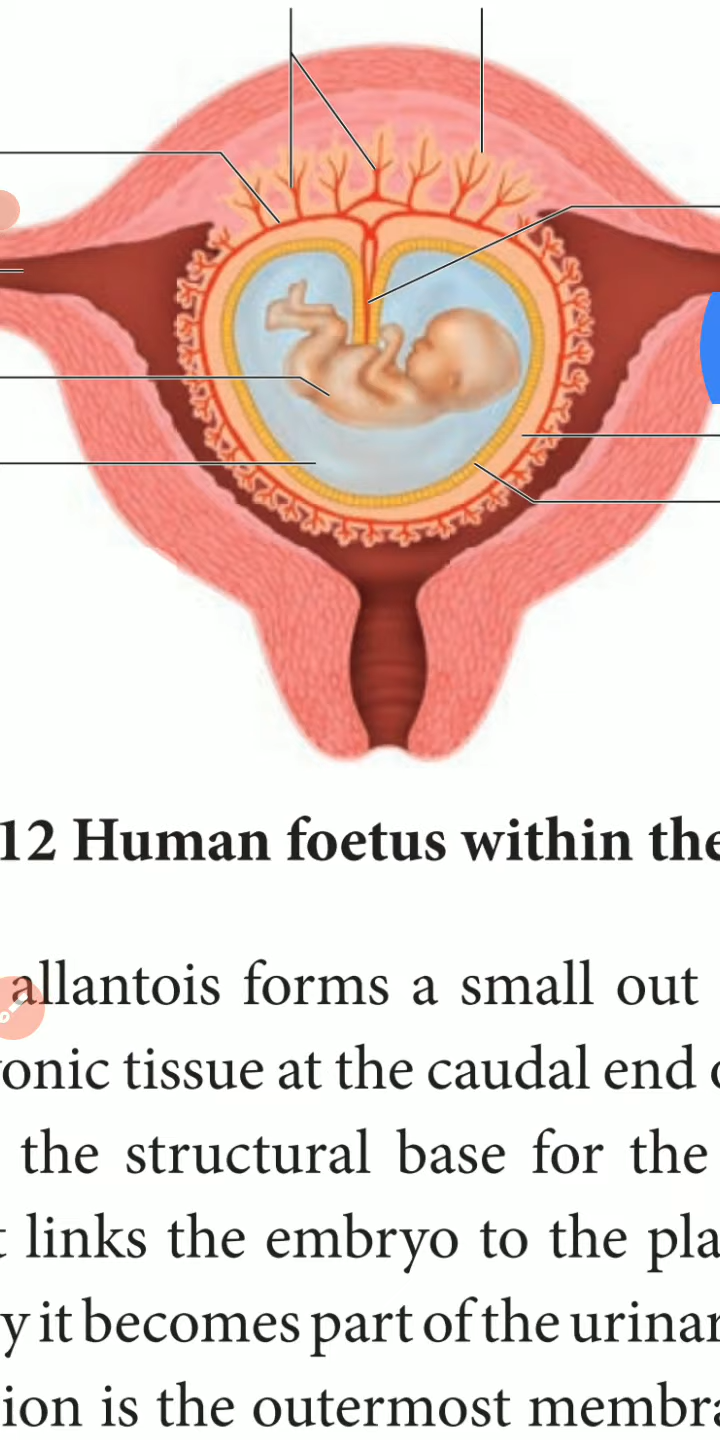 12 Human foetus within the
allantois forms a small out
onic tissue at the caudal end
the structural base for the
links the embryo to the pla
y it becomes part of the urinar
ion is the outermost membra